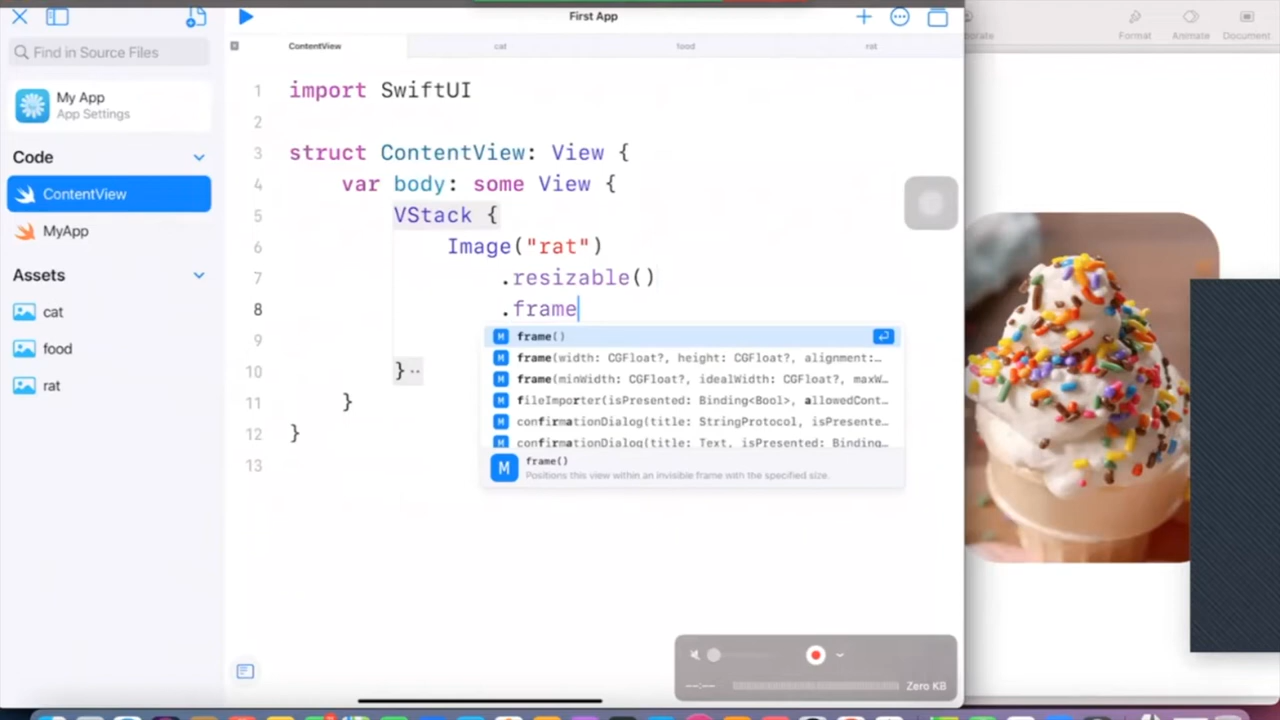 First App
Find in Source Files
My App
App Settings
Code
ContentView
MyApp
Assets
cat
food
rat
ContentView
cat
food
rat
1 import SwiftUI
2
3 struct ContentView: View {
4 var body: some View {
5 VStack {
6 Image("rat")
7 .resizable()
8 .frame
9
10 }
11 }
12 }
13
M frame()
M frame(width: CGFloat?, height: CGFloat?, alignment:…
M frame(minWidth: CGFloat?, idealWidth: CGFloat?, maxW…
M fileImporter(isPresented: Binding<Bool>, allowedCont…
M confirmationDialog(title: StringProtocol, isPresente…
M confirmationDialog(title: Text, isPresented: Binding…
M frame()
Positions this view within an invisible frame with the specified size.
--:--
Zero KB
Format
Animate
Document